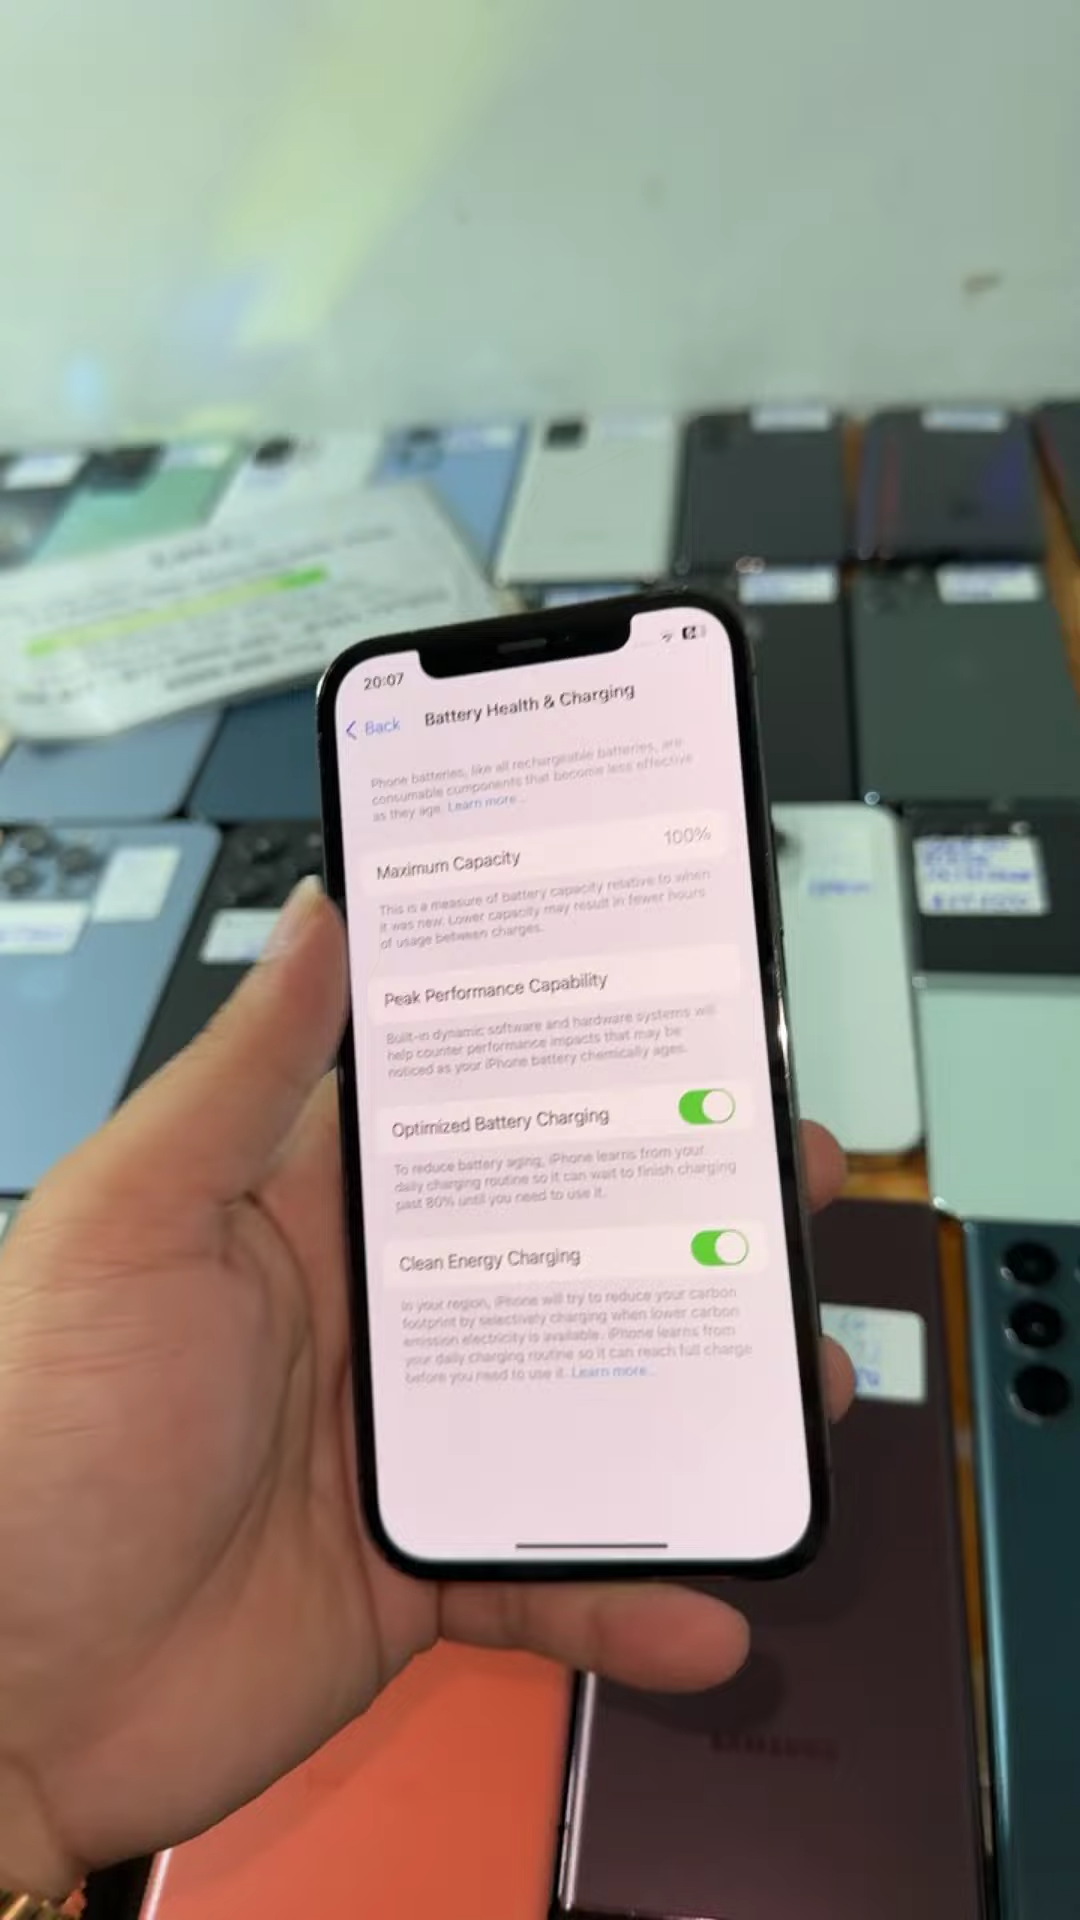 20:07
Back
Battery Health & Charging
Phone batteries, like all rechargeable batteries, are
consumable components that become less effective
as they age. Learn more...
Maximum Capacity
100%
This is a measure of battery capacity relative to when
it was new. Lower capacity may result in fewer hours
of usage between charges.
Peak Performance Capability
Built-in dynamic software and hardware systems will
help counter performance impacts that may be
noticed as your iPhone battery chemically ages.
Optimized Battery Charging
To reduce battery aging, iPhone learns from your
daily charging routine so it can wait to finish charging
past 80% until you need to use it.
Clean Energy Charging
In your region, iPhone will try to reduce your carbon
footprint by selectively charging when lower carbon
emission electricity is available. iPhone learns from
your daily charging routine so it can reach full charge
before you need to use it. Learn more...
SAMSUNG